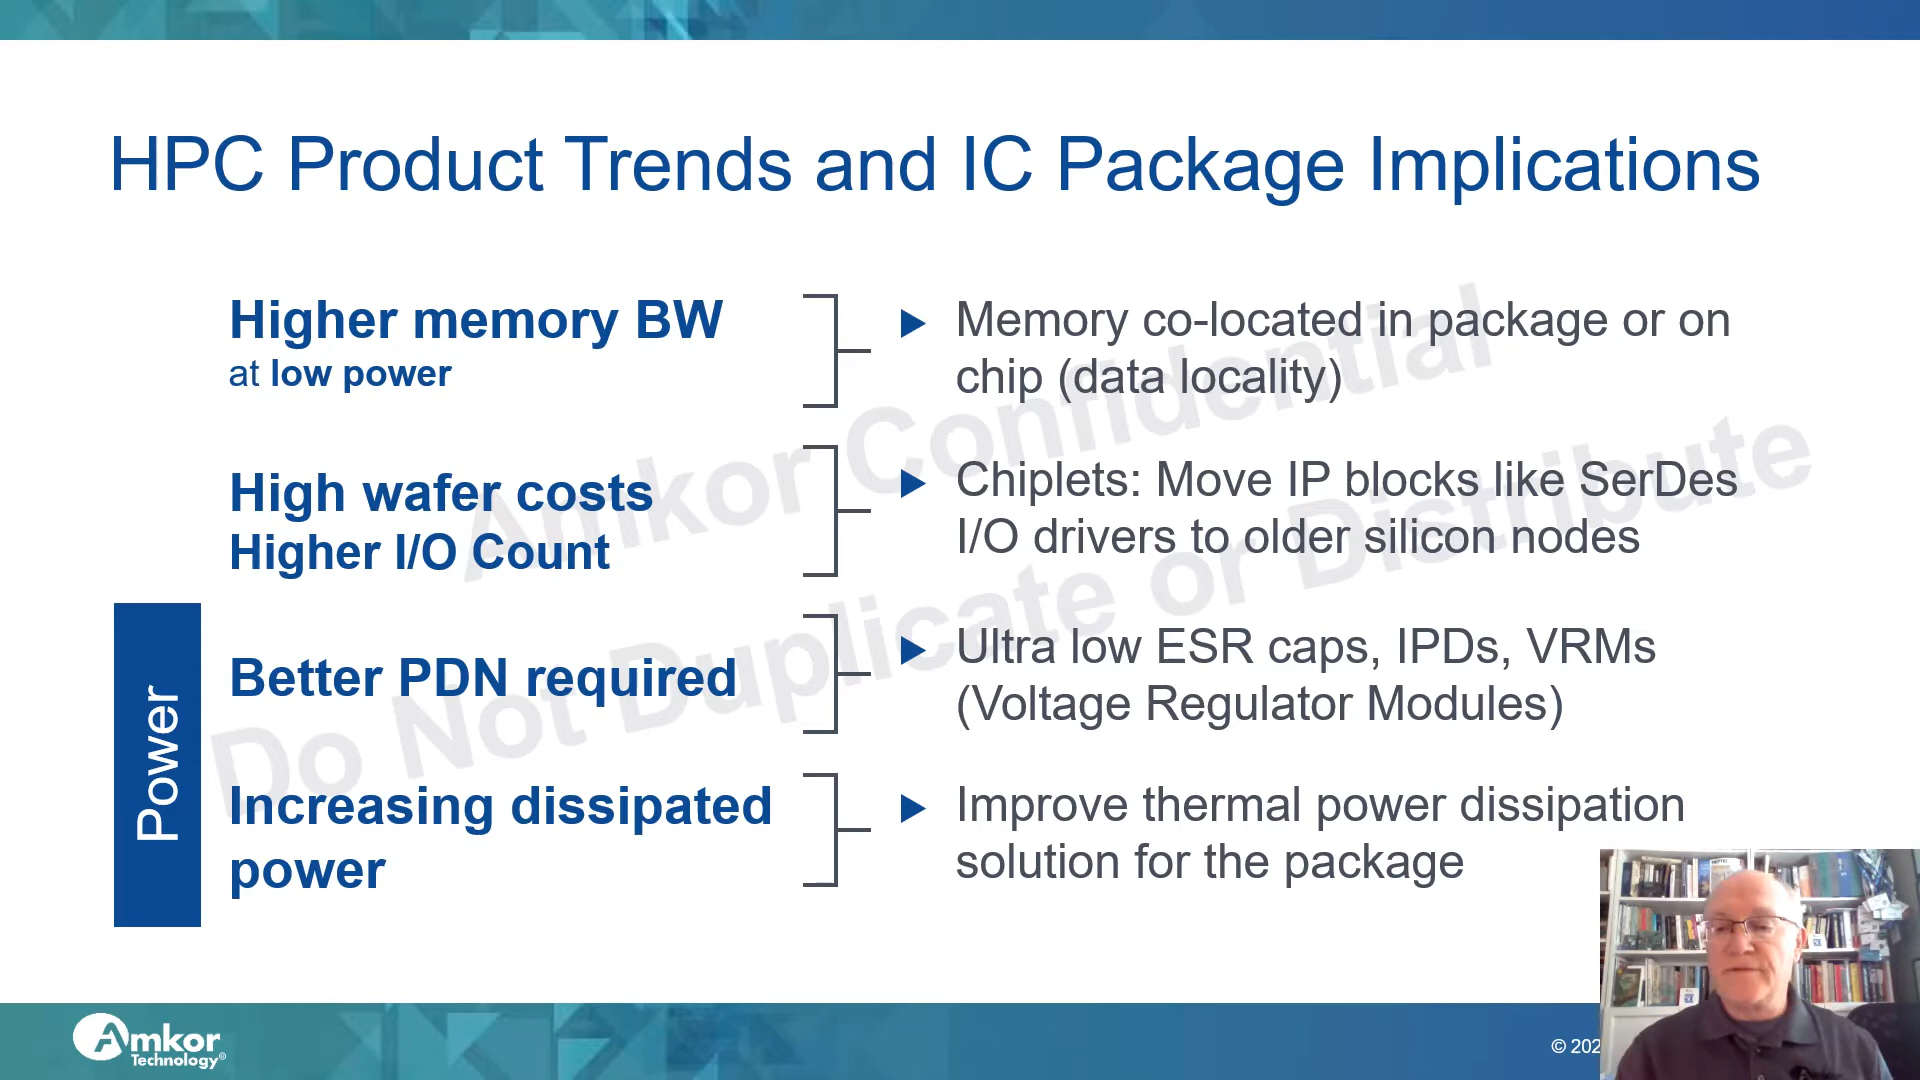 HPC Product Trends and IC Package Implications
Higher memory BW
at low power
Memory co-located in package or on
chip (data locality)
High wafer costs
Higher I/O Count
Chiplets: Move IP blocks like SerDes
I/O drivers to older silicon nodes
Power
Better PDN required
Ultra low ESR caps, IPDs, VRMs
(Voltage Regulator Modules)
Increasing dissipated
power
Improve thermal power dissipation
solution for the package
Amkor Confidential
Do Not Duplicate or Distribute
Amkor
Technology®
© 202